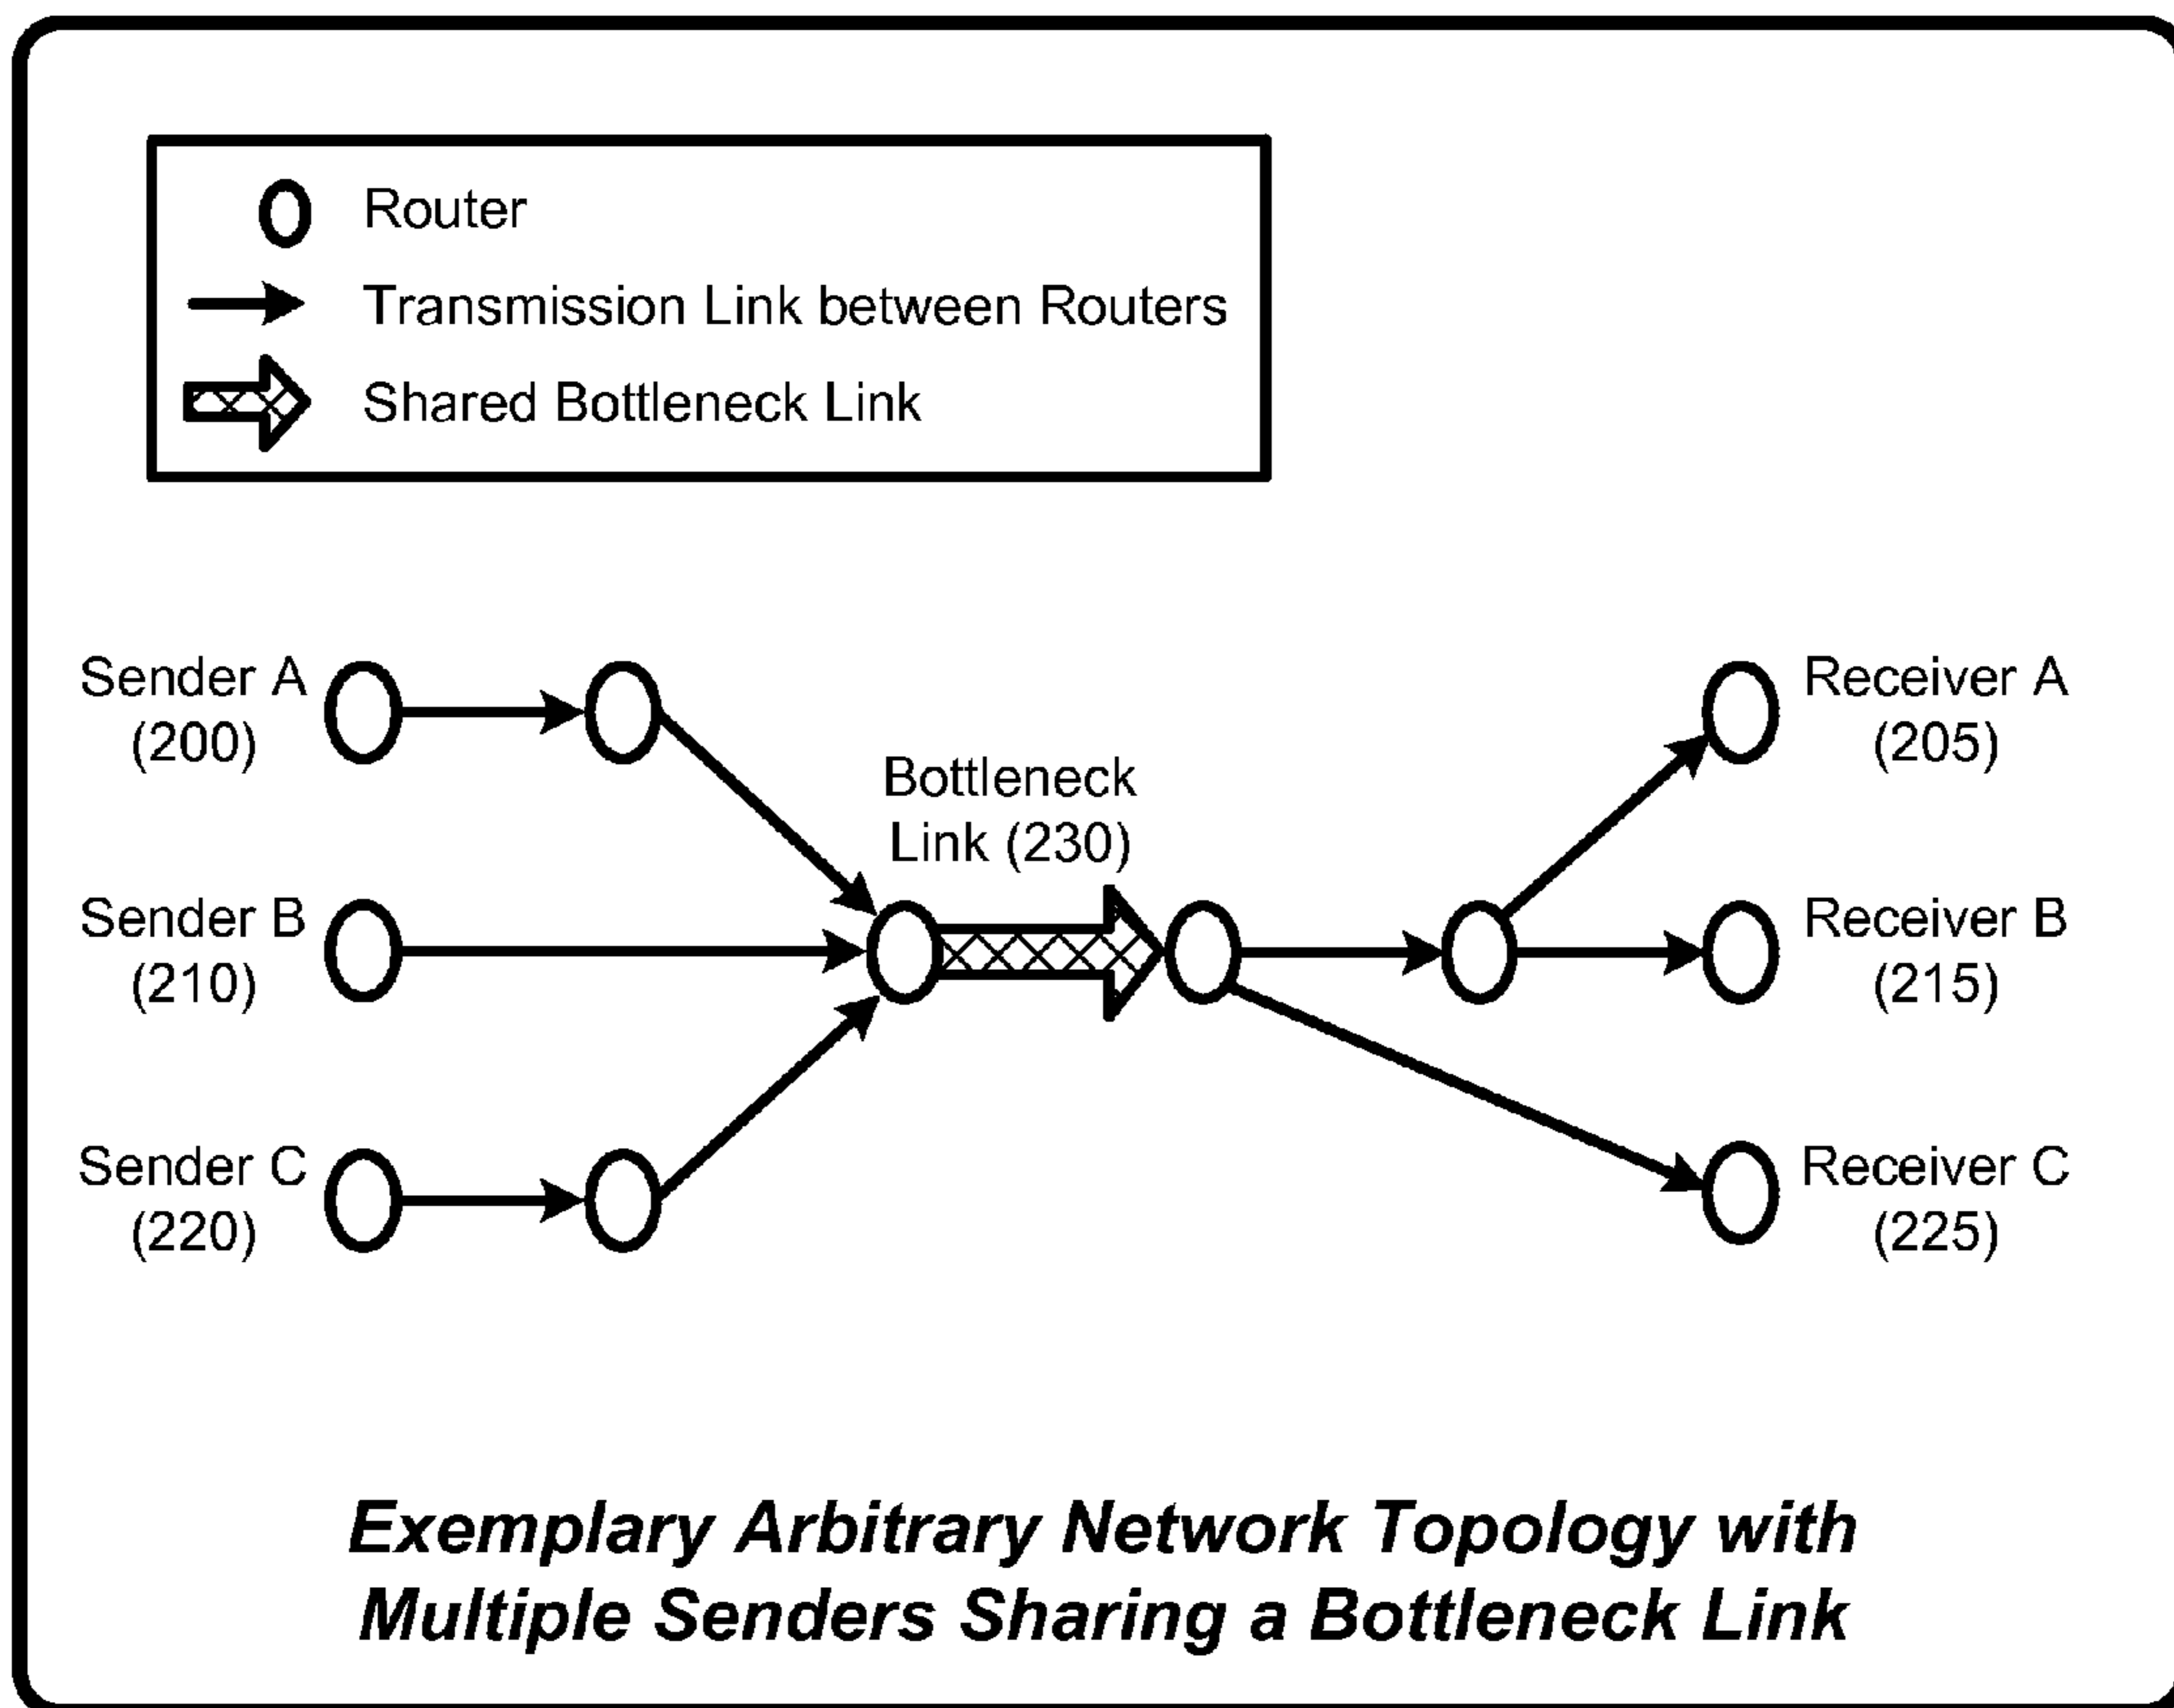 Router
Transmission Link between Routers
Shared Bottleneck Link
Sender A
(200)
Receiver A
(205)
Bottleneck
Link (230)
Sender B
(210)
Receiver B
(215)
Sender C
(220)
Receiver C
(225)
Exemplary Arbitrary Network Topology with
Multiple Senders Sharing a Bottleneck Link